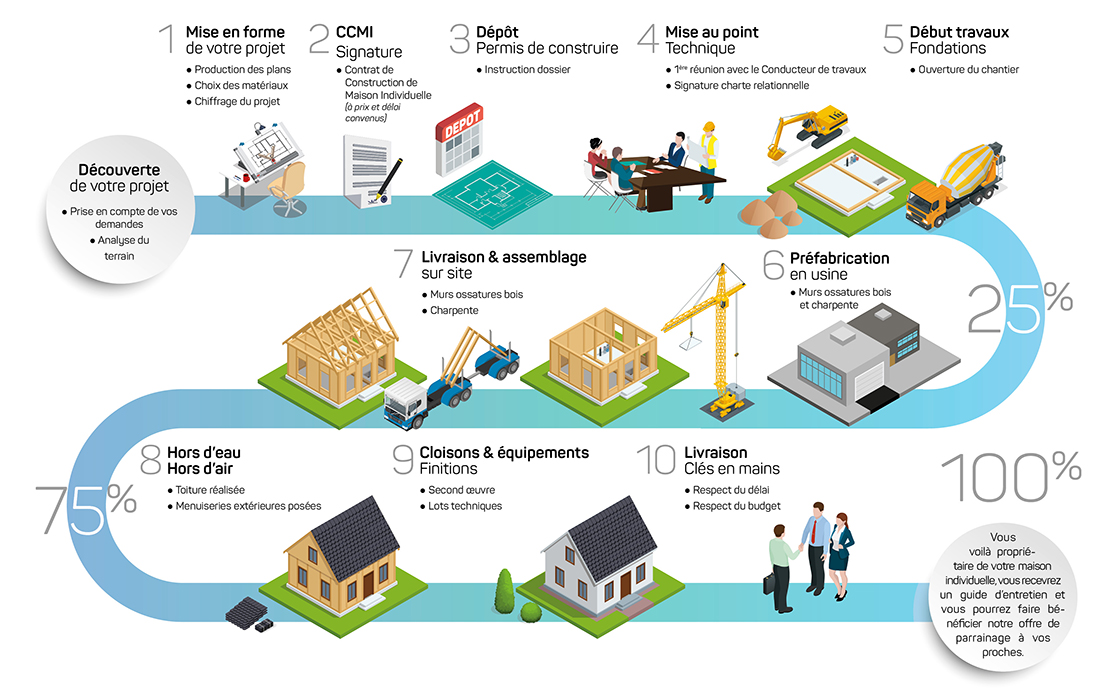 1 Mise en forme
de votre projet
• Production des plans
• Choix des matériaux
• Chiffrage du projet
2 CCMI
Signature
• Contrat de
Construction de
Maison Individuelle
(à prix et délai
convenus)
3 Dépôt
Permis de construire
• Instruction dossier
DEPOT
4 Mise au point
Technique
• 1ère réunion avec le Conducteur de travaux
• Signature charte relationnelle
5 Début travaux
Fondations
• Ouverture du chantier
Découverte
de votre projet
• Prise en compte de vos
demandes
• Analyse du
terrain
25%
6 Préfabrication
en usine
• Murs ossatures bois
et charpente
7 Livraison & assemblage
sur site
• Murs ossatures bois
• Charpente
75%
8 Hors d'eau
Hors d'air
• Toiture réalisée
• Menuiseries extérieures posées
9 Cloisons & équipements
Finitions
• Second œuvre
• Lots techniques
10 Livraison
Clés en mains
• Respect du délai
• Respect du budget
100%
Vous
voilà proprié-
taire de votre maison
individuelle, vous recevrez
un guide d'entretien et
vous pourrez faire bé-
néficier notre offre de
parrainage à vos
proches.